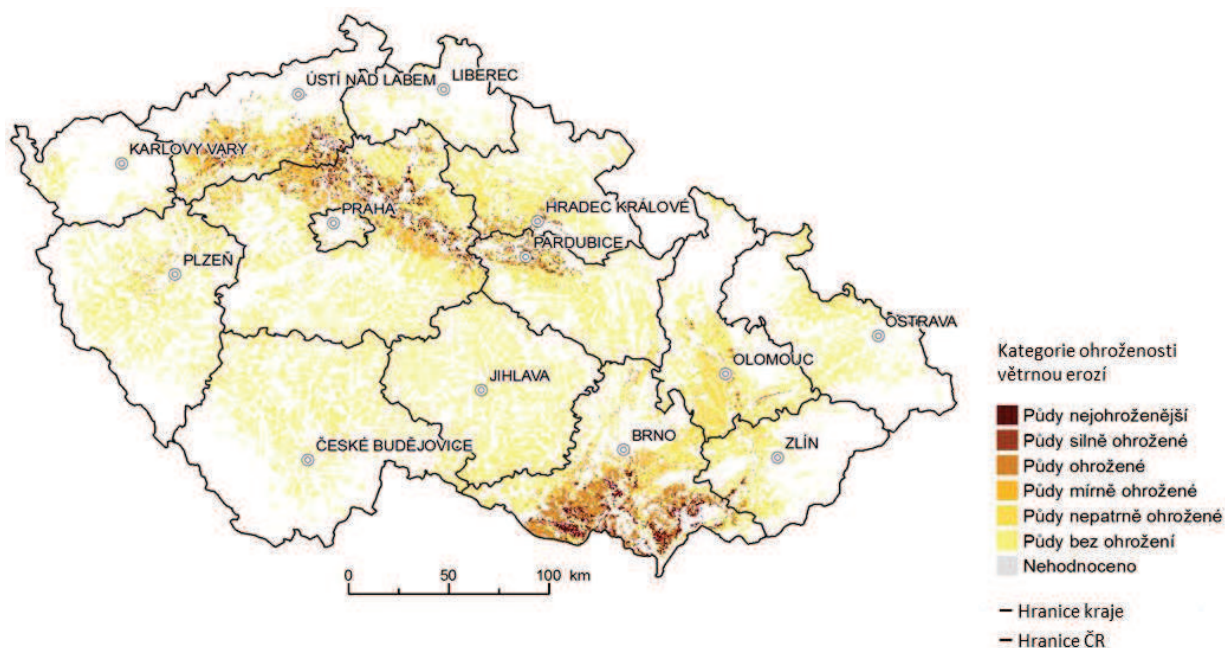 ÚSTÍ NAD LABEM
LIBEREC
KARLOVY VARY
PRAHA
HRADEC KRÁLOVÉ
PARDUBICE
PLZEŇ
OSTRAVA
OLOMOUC
JIHLAVA
BRNO
ČESKÉ BUDĚJOVICE
ZLÍN
0 50 100 km
Kategorie ohroženosti
větrnou erozí
Půdy nejohroženější
Půdy silně ohrožené
Půdy ohrožené
Půdy mírně ohrožené
Půdy nepatrně ohrožené
Půdy bez ohrožení
Nehodnoceno
Hranice kraje
Hranice ČR